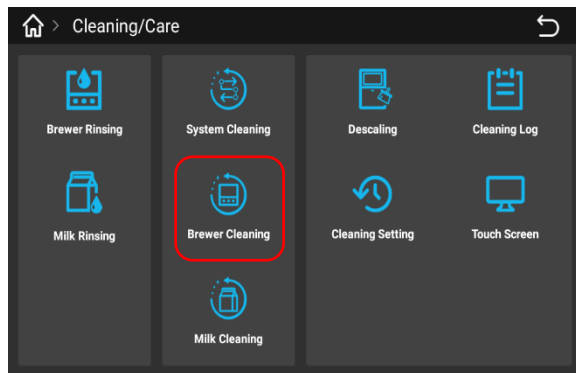 > Cleaning/Care
Brewer Rinsing
System Cleaning
Descaling
Cleaning Log
Milk Rinsing
Brewer Cleaning
Cleaning Setting
Touch Screen
Milk Cleaning